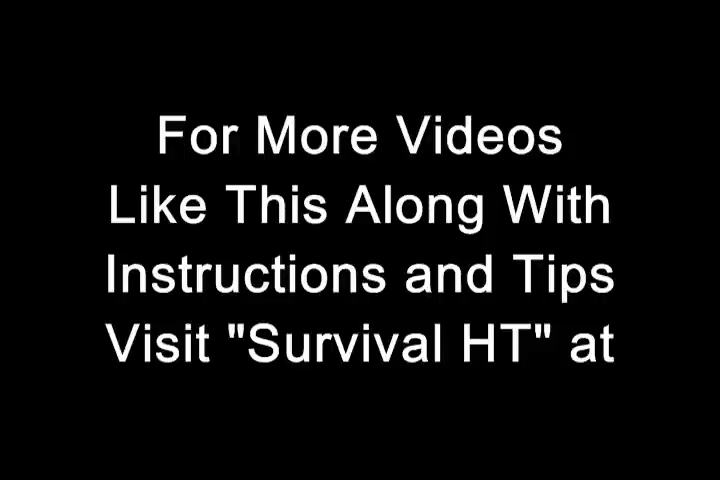 For More Videos
Like This Along With
Instructions and Tips
Visit "Survival HT" at